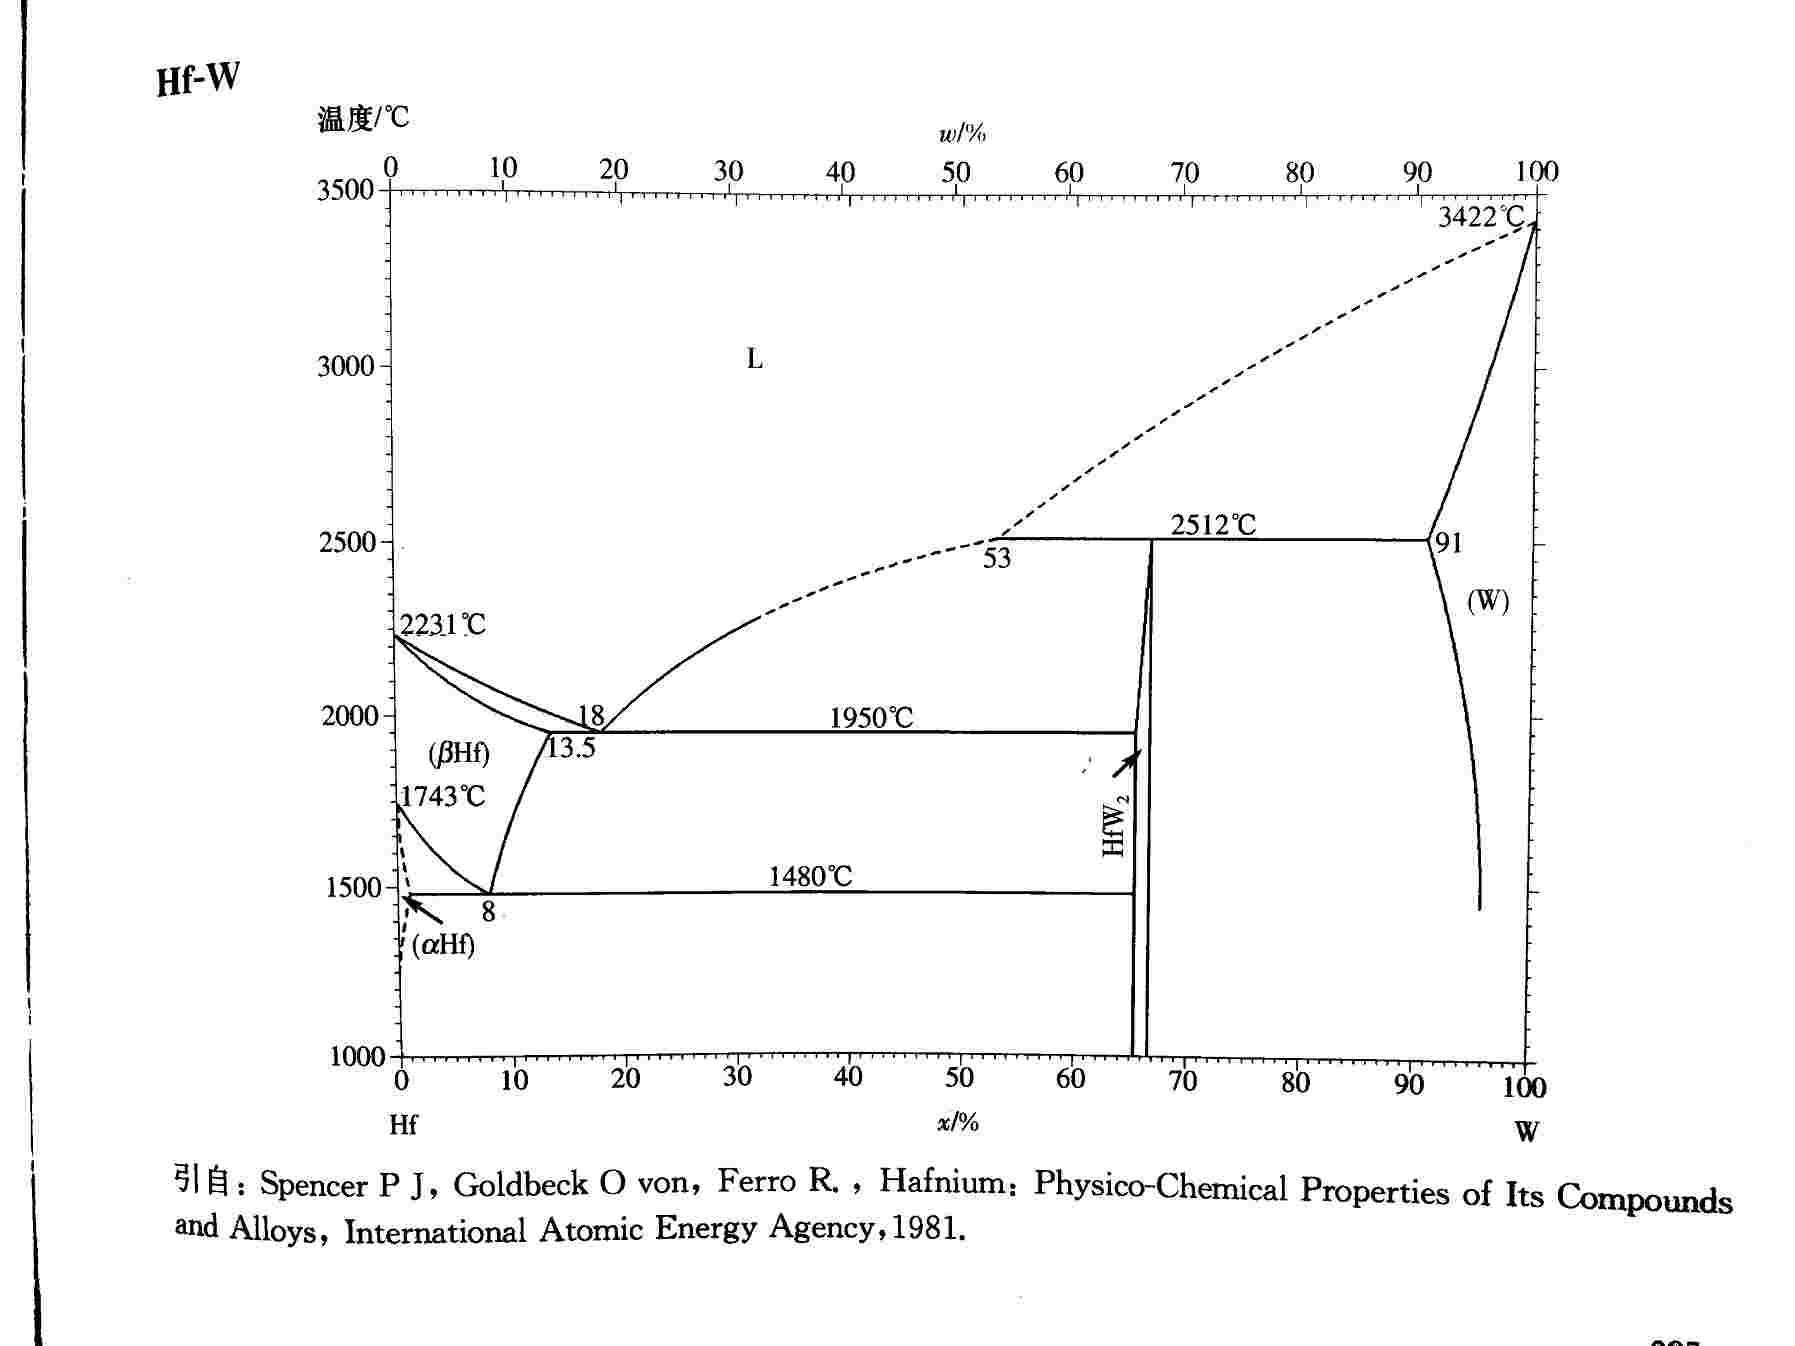 Hf-W
温度/℃
w/%
0 10 20 30 40 50 60 70 80 90 100
3500
3422℃
L
3000
2512℃
2500
53
91
(W)
2231℃
18
1950℃
2000
13.5
(βHf)
1743℃
HfW₂
1480℃
1500
8
(αHf)
1000
0 10 20 30 40 50 60 70 80 90 100
Hf x/% W
引自：Spencer P J, Goldbeck O von, Ferro R. , Hafnium: Physico-Chemical Properties of Its Compounds
and Alloys, International Atomic Energy Agency,1981.